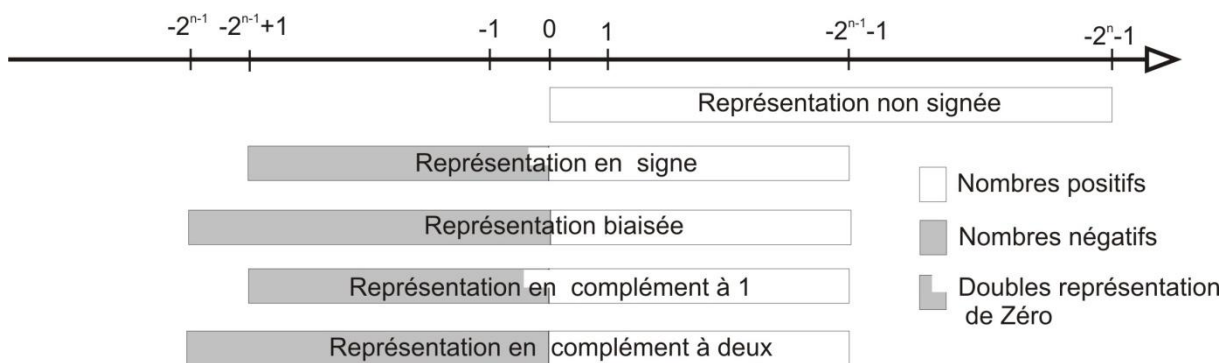 -2ⁿ⁻¹ -2ⁿ⁻¹+1 -1 0 1 -2ⁿ⁻¹-1 -2ⁿ-1
Représentation non signée
Représentation en signe
Représentation biaisée
Représentation en complément à 1
Représentation en complément à deux
Nombres positifs
Nombres négatifs
Doubles représentation
de Zéro